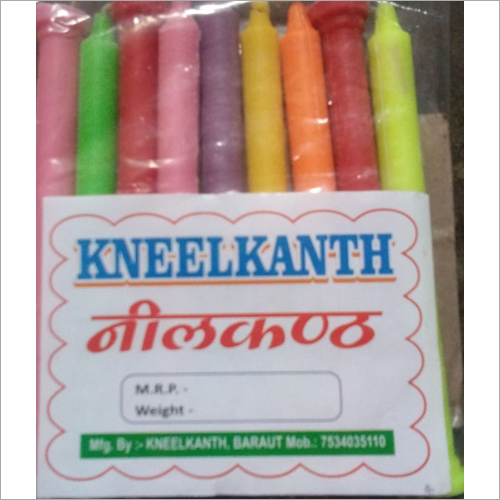 KNEELKANTH
नीलकण्ठ
M.R.P. -
Weight -
Mfg. By :- KNEELKANTH, BARAUT Mob.: 7534035110